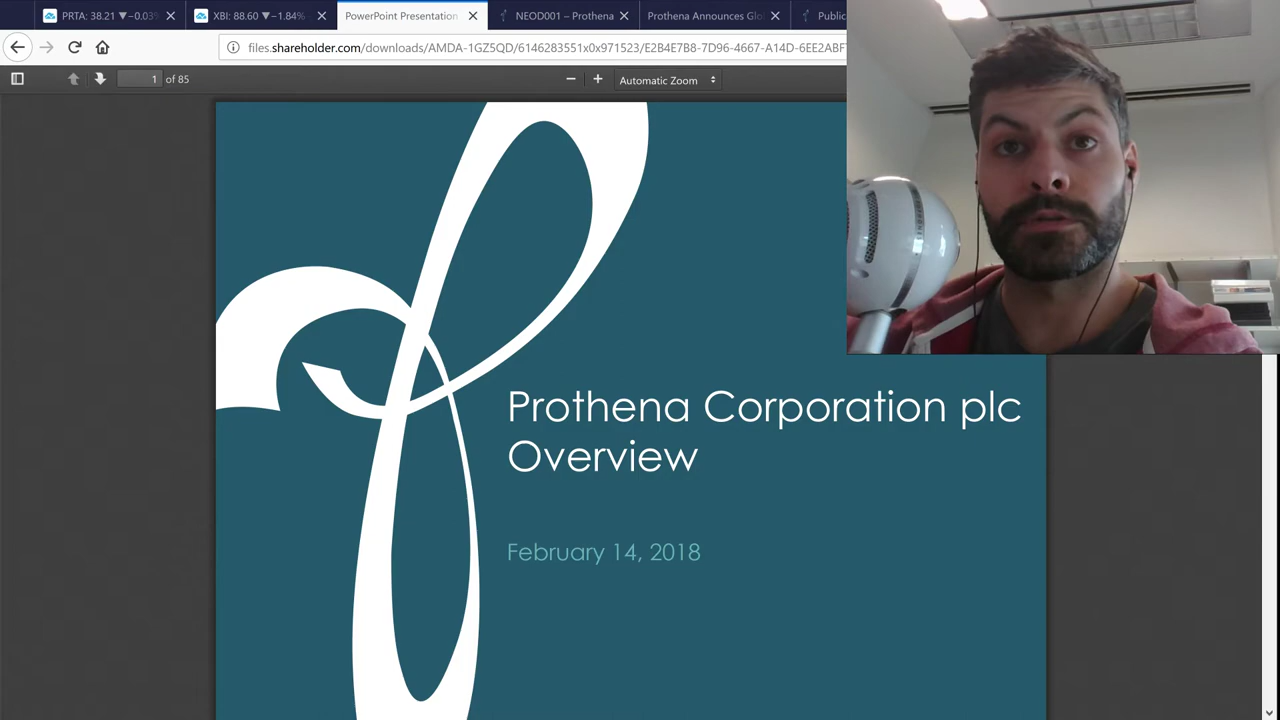 PRTA: 38.21 ▼−0.03%
XBI: 88.60 ▼−1.84%
PowerPoint Presentation
NEOD001 – Prothena
Prothena Announces Glo
Public
files.shareholder.com/downloads/AMDA-1GZ5QD/6146283551x0x971523/E2B4E7B8-7D96-4667-A14D-6EE2ABF7
1 of 85
Automatic Zoom
Prothena Corporation plc
Overview
February 14, 2018